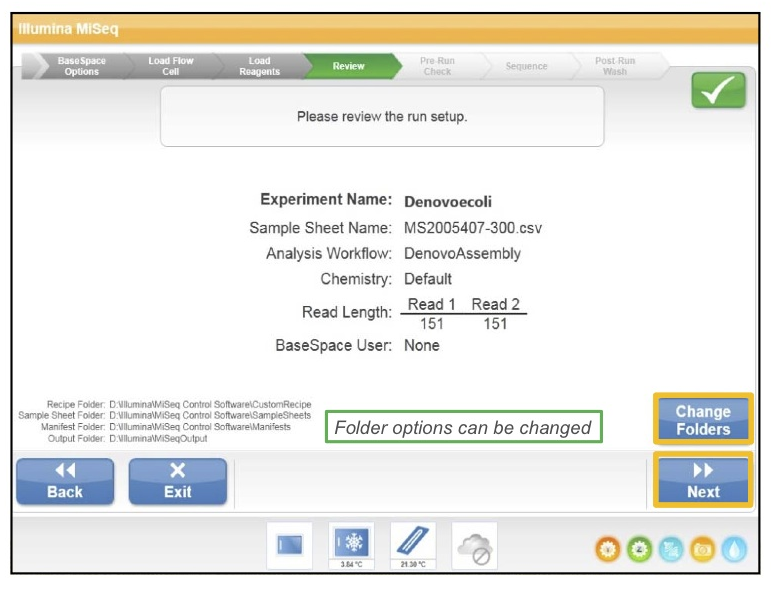 Illumina MiSeq
BaseSpace Options
Load Flow Cell
Load Reagents
Review
Pre-Run Check
Sequence
Post Run Wash
Please review the run setup.
Experiment Name: Denovoecoli
Sample Sheet Name: MS2005407-300.csv
Analysis Workflow: DenovoAssembly
Chemistry: Default
Read Length: Read 1 Read 2
151 151
BaseSpace User: None
Recipe Folder: D:\Illumina\MiSeq Control Software\CustomRecipe
Sample Sheet Folder: D:\Illumina\MiSeq Control Software\SampleSheets
Manifest Folder: D:\Illumina\MiSeq Control Software\Manifests
Output Folder: D:\Illumina\MiSeqOutput
Folder options can be changed
Change
Folders
Back
Exit
Next
3.84 °C
21.30 °C